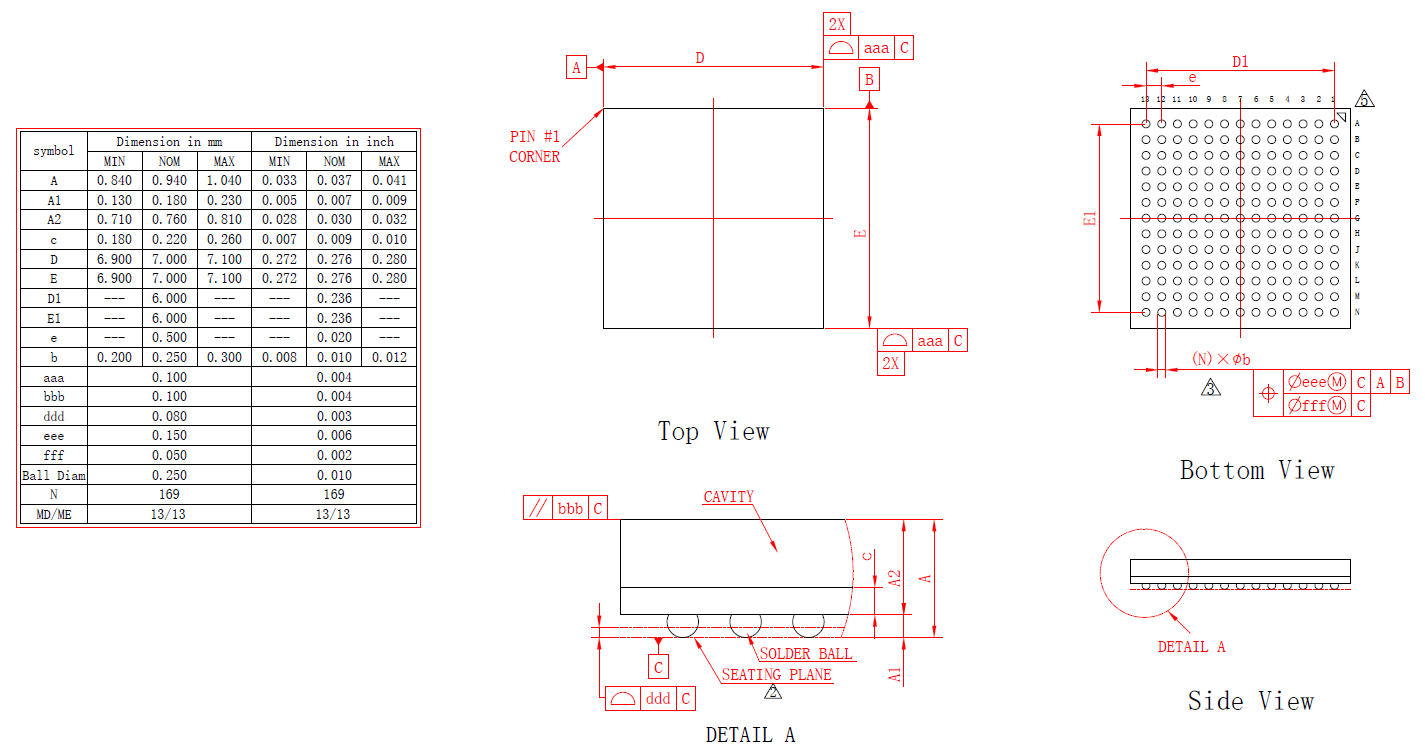 symbol Dimension in mm Dimension in inch
MIN NOM MAX MIN NOM MAX
A 0.840 0.940 1.040 0.033 0.037 0.041
A1 0.130 0.180 0.230 0.005 0.007 0.009
A2 0.710 0.760 0.810 0.028 0.030 0.032
c 0.180 0.220 0.260 0.007 0.009 0.010
D 6.900 7.000 7.100 0.272 0.276 0.280
E 6.900 7.000 7.100 0.272 0.276 0.280
D1 --- 6.000 --- --- 0.236 ---
E1 --- 6.000 --- --- 0.236 ---
e --- 0.500 --- --- 0.020 ---
b 0.200 0.250 0.300 0.008 0.010 0.012
aaa 0.100 0.004
bbb 0.100 0.004
ddd 0.080 0.003
eee 0.150 0.006
fff 0.050 0.002
Ball Diam 0.250 0.010
N 169 169
MD/ME 13/13 13/13
2X
⌓ aaa C
D
A
B
PIN #1
CORNER
E
⌓ aaa C
2X
Top View
D1
e
13 12 11 10 9 8 7 6 5 4 3 2 1
5
A
B
C
D
E
F
G
H
J
K
L
M
N
E1
(N)×Øb
3
⌖ Øeeeⓜ C A B
Øfffⓜ C
Bottom View
// bbb C
CAVITY
c
A2
A
A1
SOLDER BALL
C
SEATING PLANE
2
⌓ ddd C
DETAIL A
DETAIL A
Side View